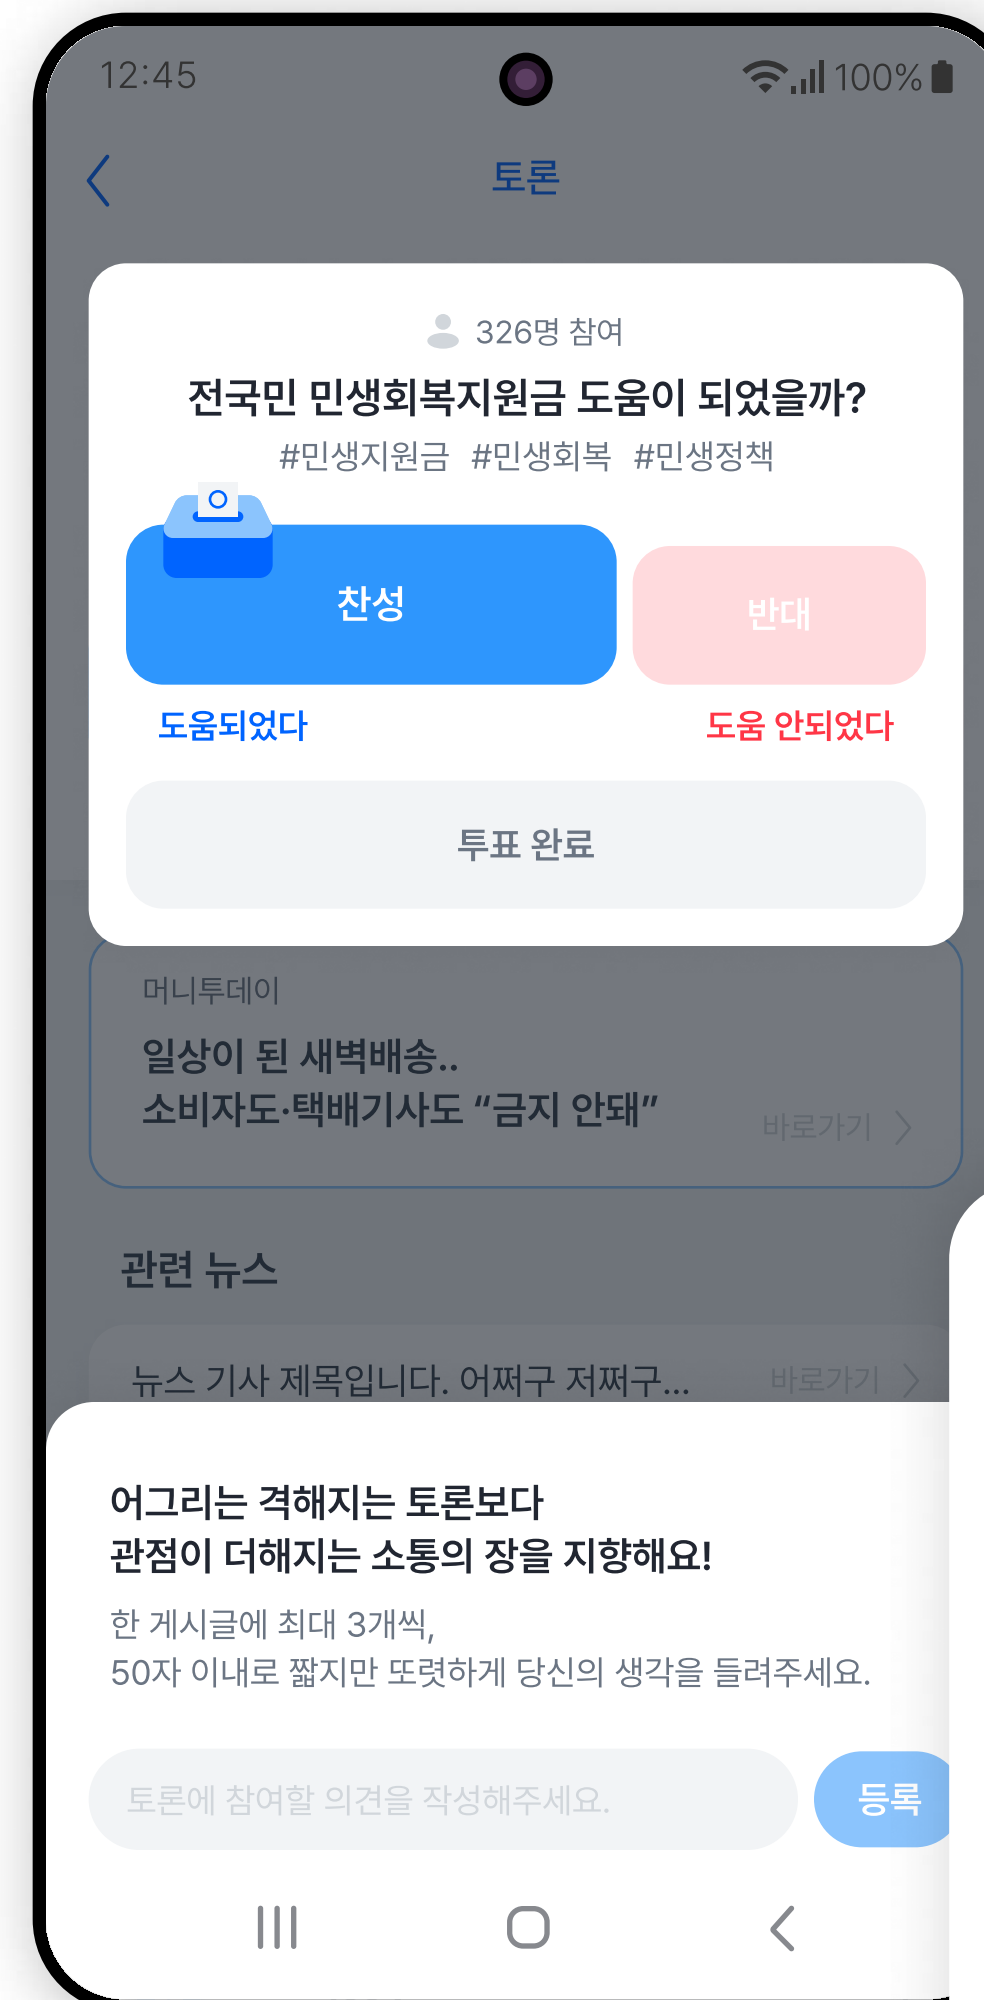 12:45
100%
토론
326명 참여
전국민 민생회복지원금 도움이 되었을까?
#민생지원금 #민생회복 #민생정책
찬성
반대
도움되었다
도움 안되었다
투표 완료
머니투데이
일상이 된 새벽배송..
소비자도·택배기사도 “금지 안돼”
바로가기
관련 뉴스
뉴스 기사 제목입니다. 어쩌구 저쩌구...
바로가기
어그리는 격해지는 토론보다
관점이 더해지는 소통의 장을 지향해요!
한 게시글에 최대 3개씩,
50자 이내로 짧지만 또렷하게 당신의 생각을 들려주세요.
토론에 참여할 의견을 작성해주세요.
등록